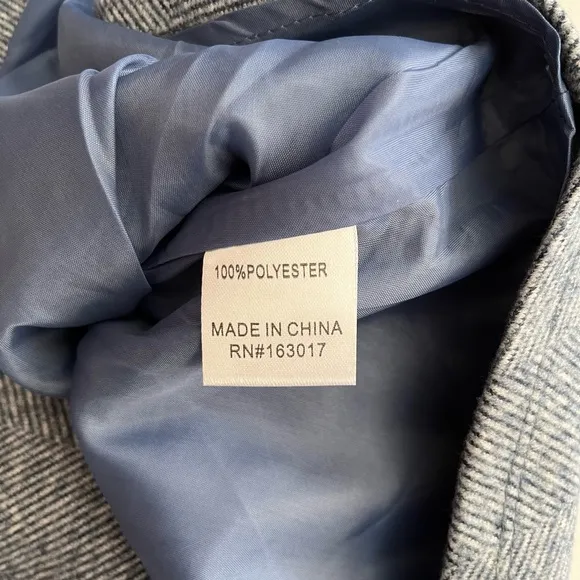 100%POLYESTER
MADE IN CHINA
RN#163017